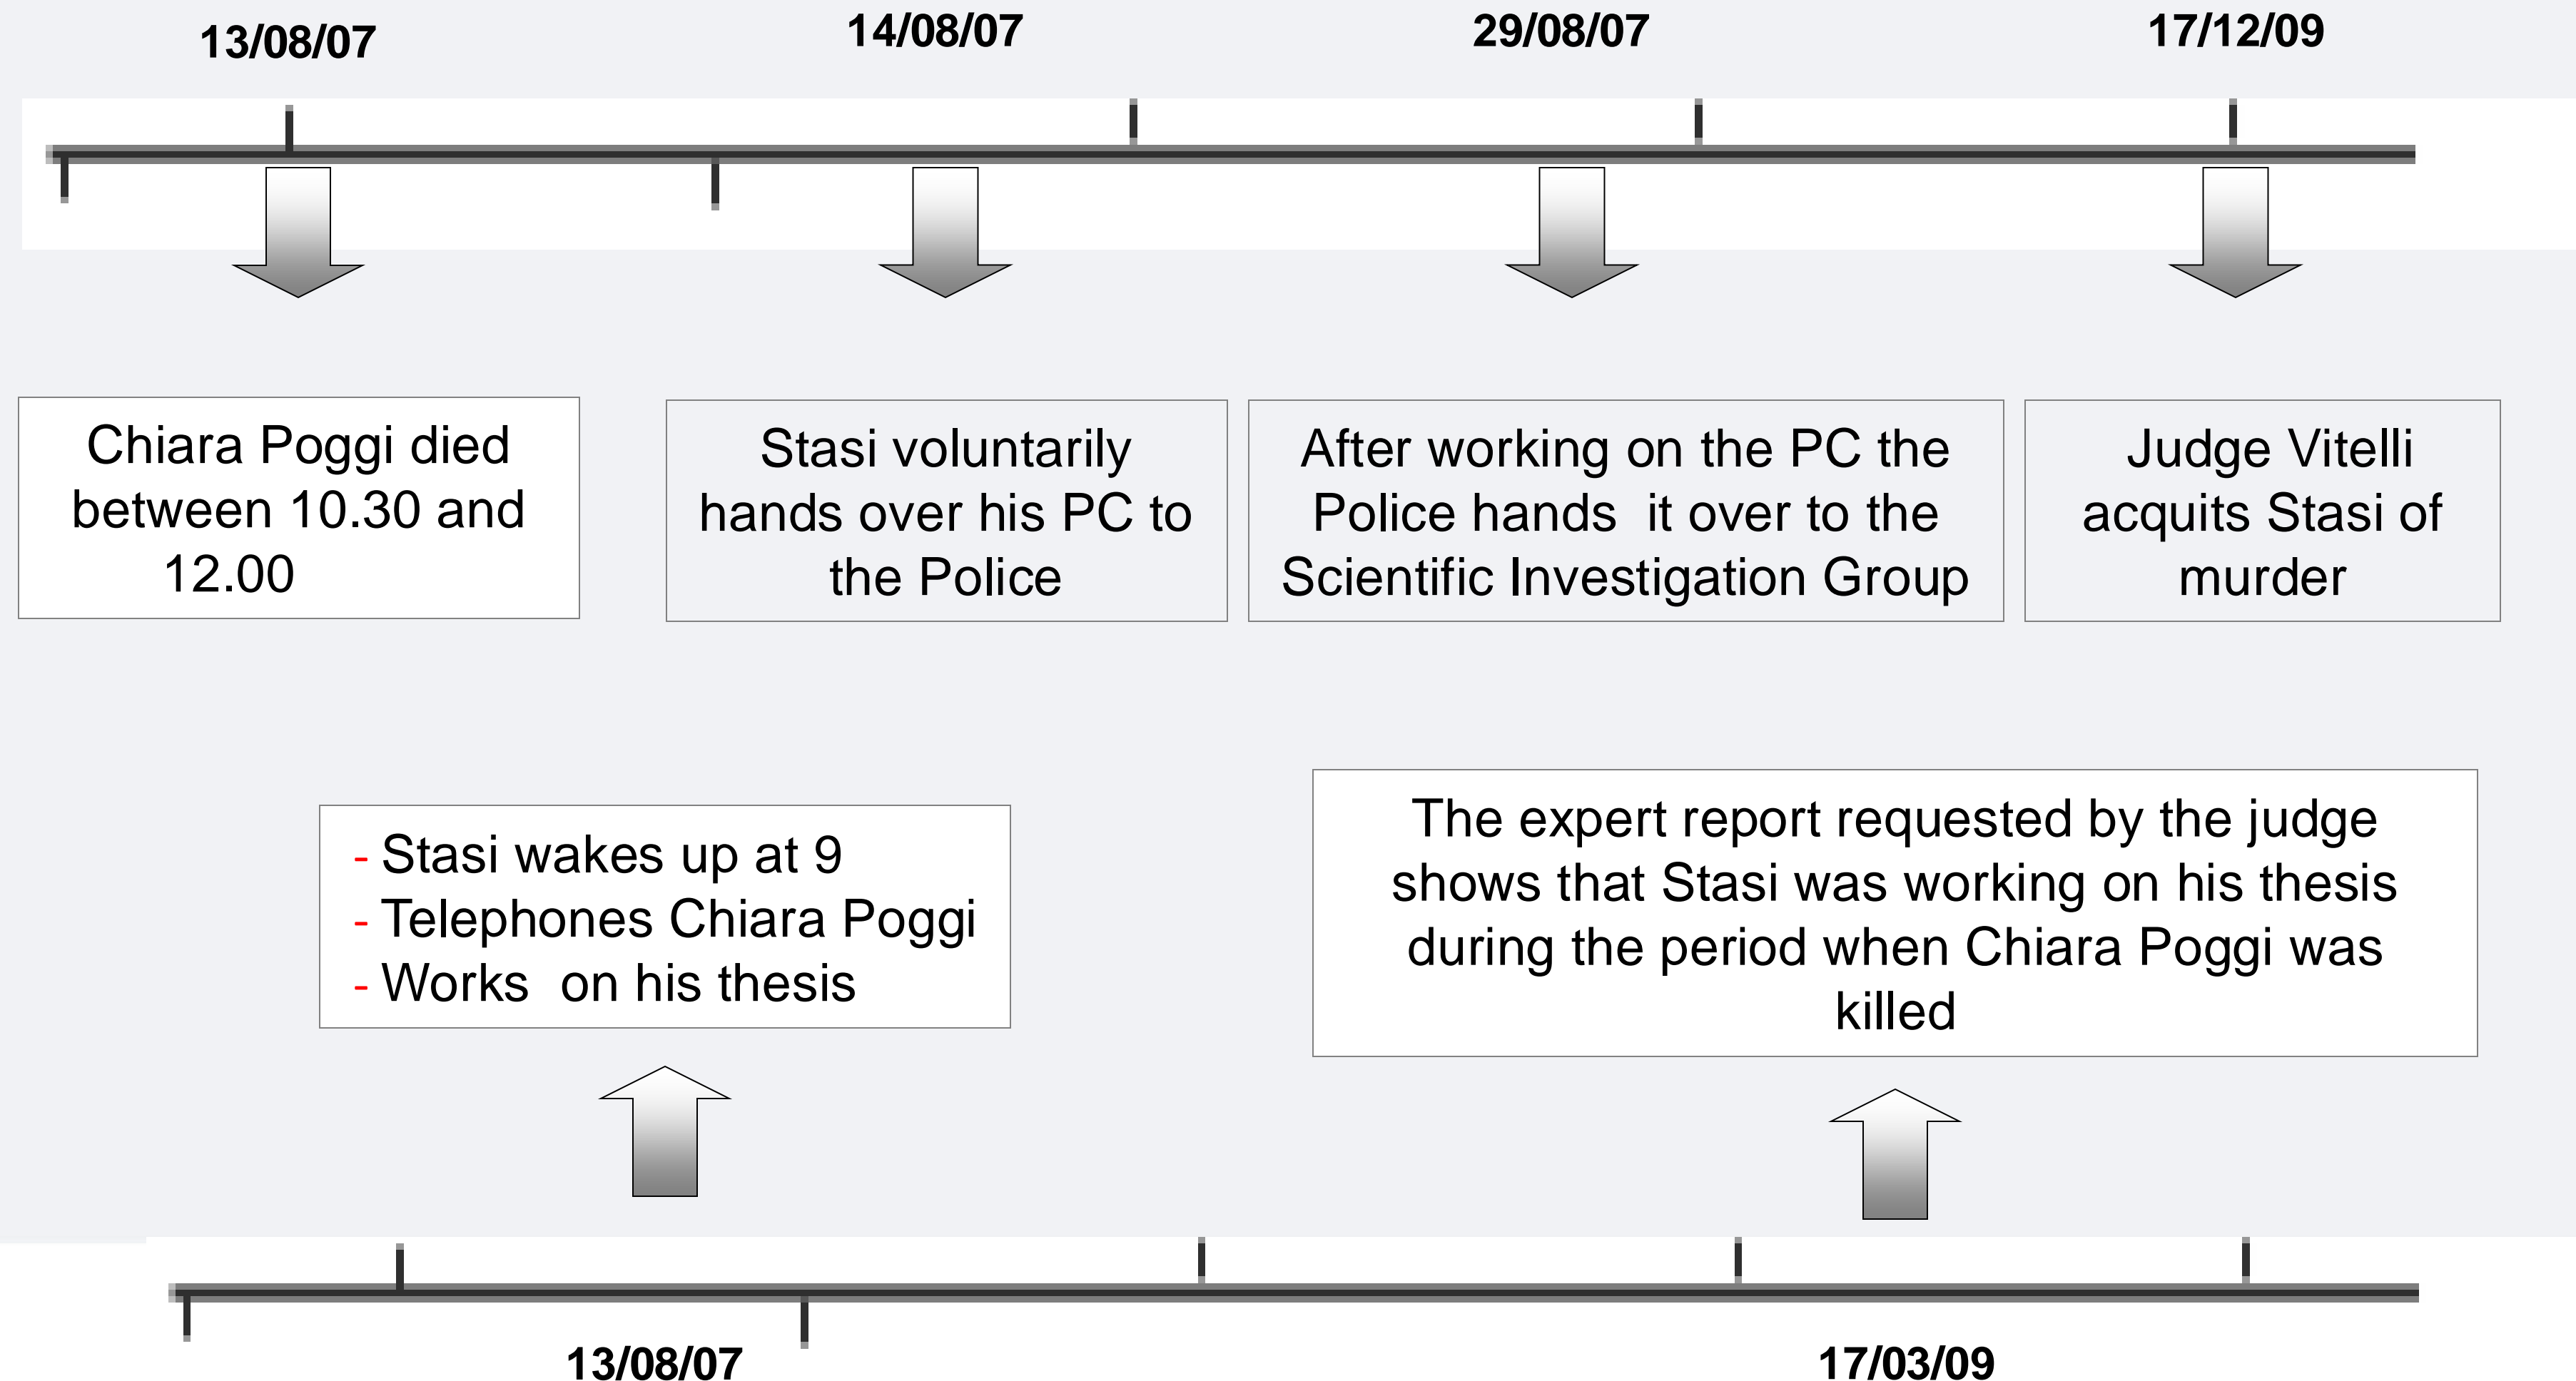 13/08/07
14/08/07
29/08/07
17/12/09
Chiara Poggi died
between 10.30 and
12.00
Stasi voluntarily
hands over his PC to
the Police
After working on the PC the
Police hands it over to the
Scientific Investigation Group
Judge Vitelli
acquits Stasi of
murder
- Stasi wakes up at 9
- Telephones Chiara Poggi
- Works on his thesis
The expert report requested by the judge
shows that Stasi was working on his thesis
during the period when Chiara Poggi was
killed
13/08/07
17/03/09